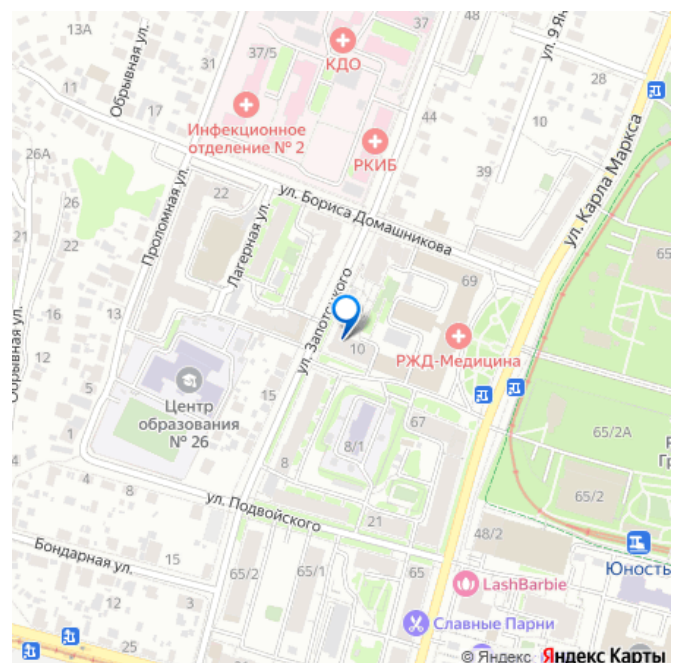 37
37/5
КДО
ул. 9 Ян
31
28
Обрывная ул.
11
17
44
10
Инфекционное
отделение № 2
РКИБ
ул. Карла Маркса
26А
39
26
Проломная ул.
22
ул. Бориса Домашникова
21
22
Лагерная ул.
69
65
16
ул. Запотоцкого
12
13
10
РЖД-Медицина
Обрывная ул.
12
5
Центр
образования
№ 26
15
67
65/2А
1
8
8/1
Гр
4
8
65/2
ул. Подвойского
21
48/2
Бондарная ул.
15
65/2
65/1
65
Юность
LashBarbie
12
3
Славные Парни
25
© Яндекс Яндекс Карты